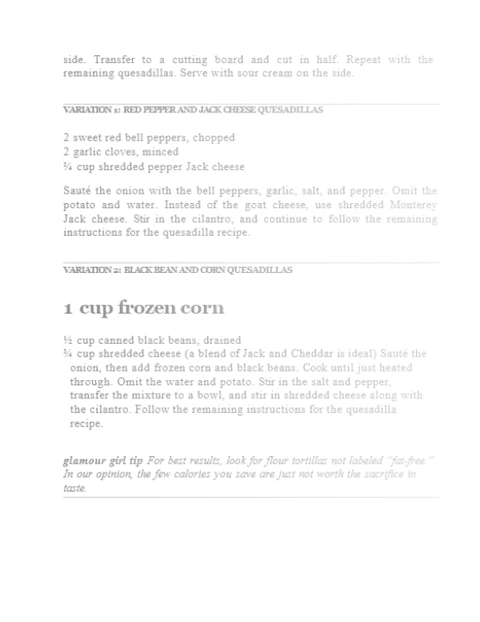 side. Transfer to a cutting board and cut in half. Repeat with the
remaining quesadillas. Serve with sour cream on the side.
VARIATION 1: RED PEPPER AND JACK CHEESE QUESADILLAS
2 sweet red bell peppers, chopped
2 garlic cloves, minced
¾ cup shredded pepper Jack cheese
Sauté the onion with the bell peppers, garlic, salt, and pepper. Omit the
potato and water. Instead of the goat cheese, use shredded Monterey
Jack cheese. Stir in the cilantro, and continue to follow the remaining
instructions for the quesadilla recipe.
VARIATION 2: BLACK BEAN AND CORN QUESADILLAS
1 cup frozen corn
½ cup canned black beans, drained
¾ cup shredded cheese (a blend of Jack and Cheddar is ideal) Sauté the
onion, then add frozen corn and black beans. Cook until just heated
through. Omit the water and potato. Stir in the salt and pepper,
transfer the mixture to a bowl, and stir in shredded cheese along with
the cilantro. Follow the remaining instructions for the quesadilla
recipe.
glamour girl tip For best results, look for flour tortillas not labeled “fat-free.”
In our opinion, the few calories you save are just not worth the sacrifice in
taste.